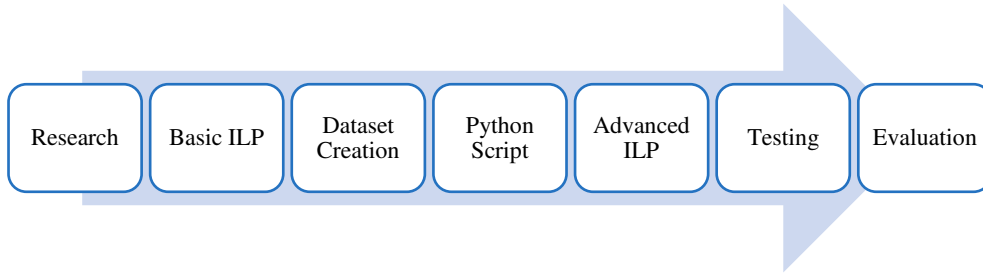 Research
Basic ILP
Dataset
Creation
Python
Script
Advanced
ILP
Testing
Evaluation